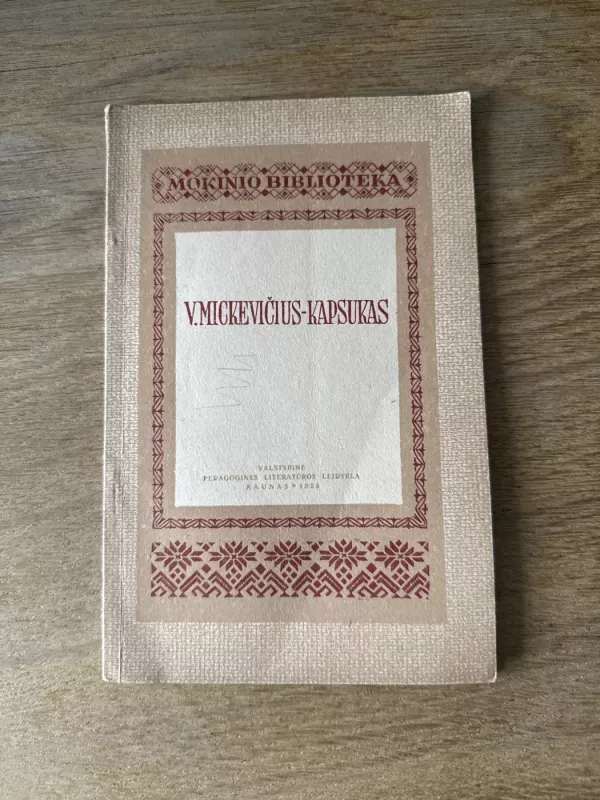 MOKINIO BIBLIOTEKA
V. MICKEVIČIUS-KAPSUKAS
VALSTYBINĖ
PEDAGOGINĖS LITERATŪROS LEIDYKLA
KAUNAS